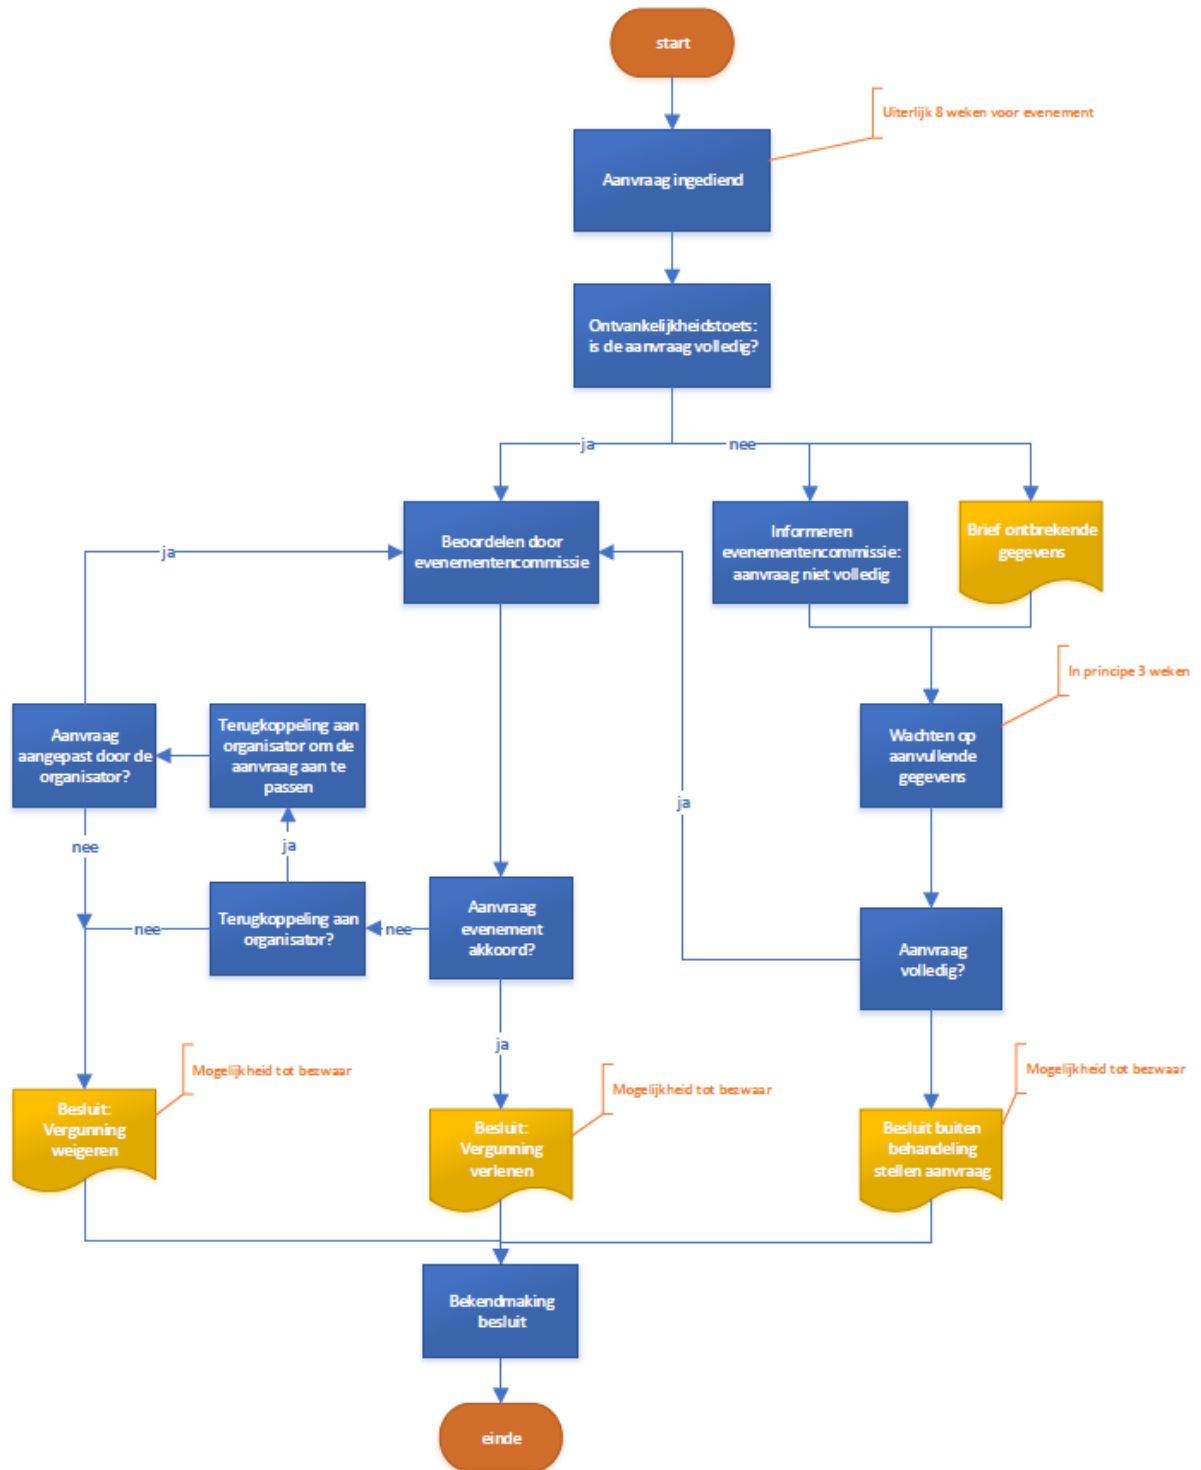 start
Uiterlijk 8 weken voor evenement
Aanvraag ingediend
Ontvankelijkheidstoets:
is de aanvraag volledig?
ja
nee
Beoordelen door
evenementencommissie
Informeren
evenementencommissie:
aanvraag niet volledig
Brief ontbrekende
gegevens
ja
In principe 3 weken
Aanvraag
aangepast door de
organisator?
Terugkoppeling aan
organisator om de
aanvraag aan te
passen
Wachten op
aanvullende
gegevens
ja
nee
ja
Terugkoppeling aan
organisator?
nee
nee
Aanvraag
evenement
akkoord?
Aanvraag
volledig?
ja
Mogelijkheid tot bezwaar
Mogelijkheid tot bezwaar
Mogelijkheid tot bezwaar
Besluit:
Vergunning
weigeren
Besluit:
Vergunning
verlenen
Besluit buiten
behandeling
stellen aanvraag
Bekendmaking
besluit
einde